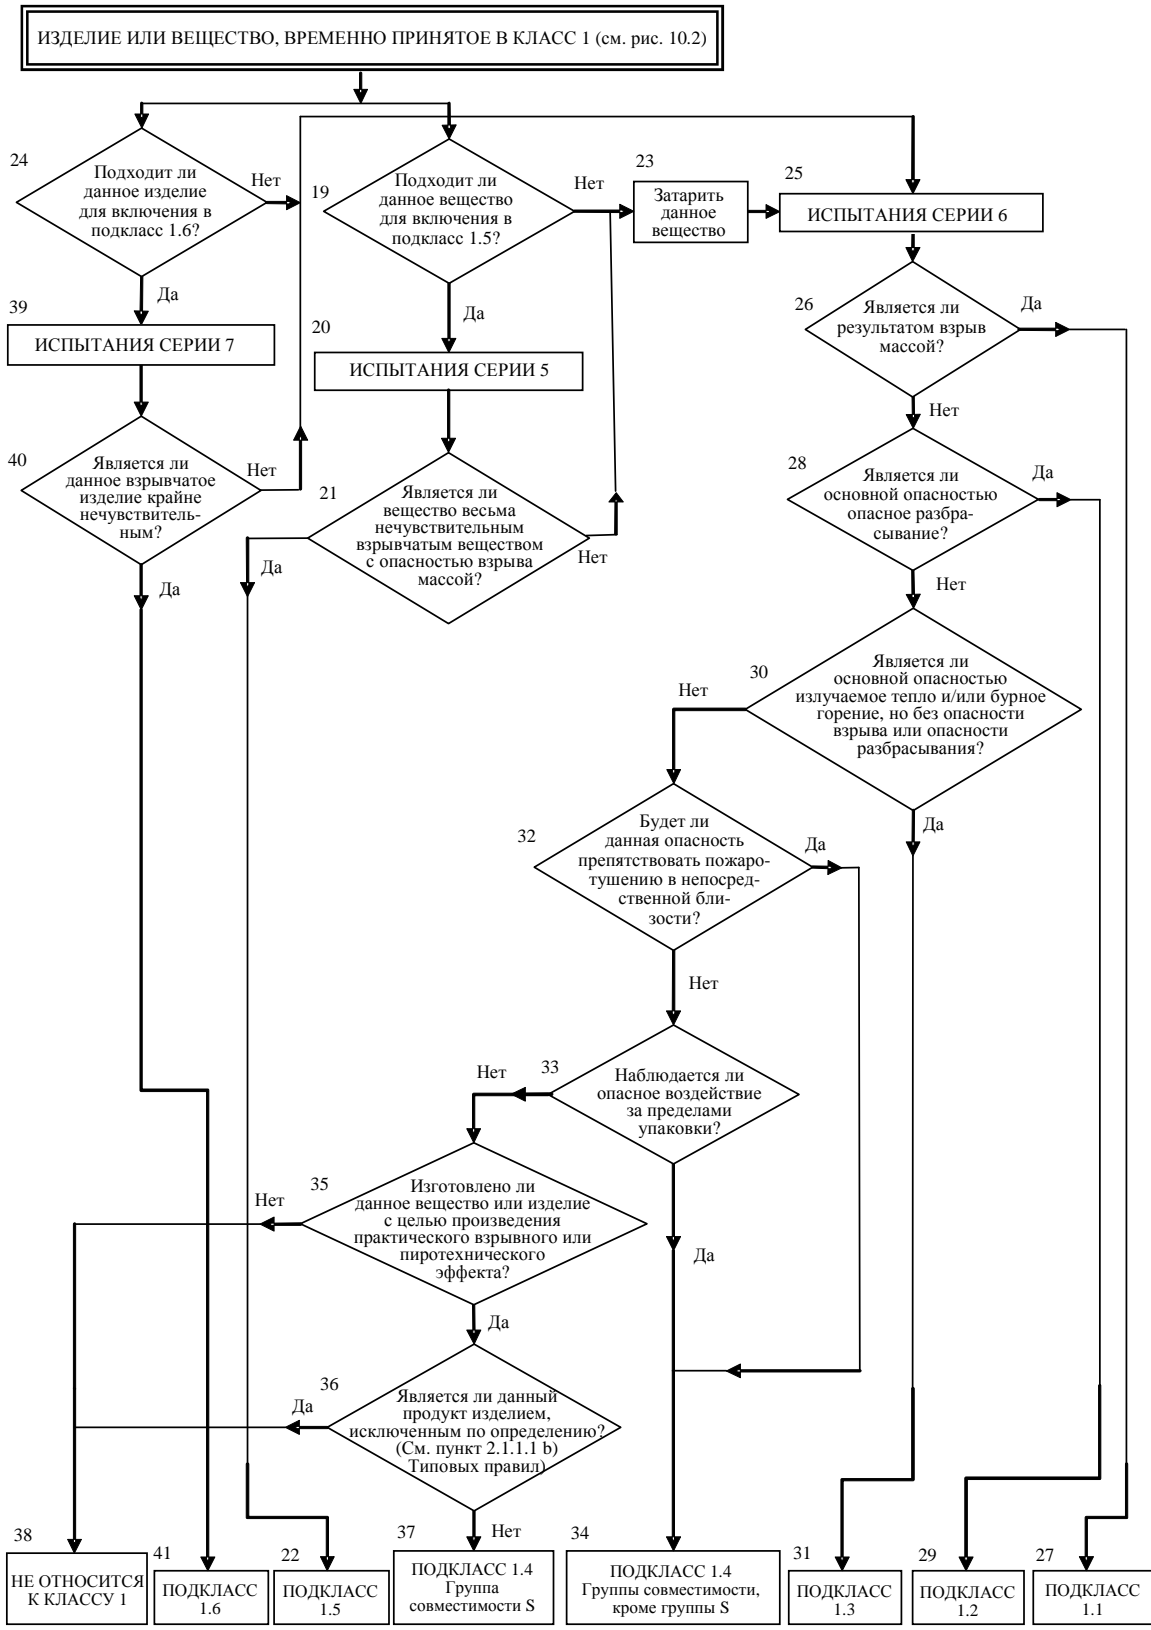 ИЗДЕЛИЕ ИЛИ ВЕЩЕСТВО, ВРЕМЕННО ПРИНЯТОЕ В КЛАСС 1 (см. рис. 10.2)
24
Подходит ли
данное изделие
для включения в
подкласс 1.6?
Нет
Да
19
Подходит ли
данное вещество
для включения в
подкласс 1.5?
Нет
Да
23
Затарить
данное
вещество
25
ИСПЫТАНИЯ СЕРИИ 6
39
ИСПЫТАНИЯ СЕРИИ 7
20
ИСПЫТАНИЯ СЕРИИ 5
26
Является ли
результатом взрыв
массой?
Да
Нет
40
Является ли
данное взрывчатое
изделие крайне
нечувствитель-
ным?
Нет
Да
21
Является ли
вещество весьма
нечувствительным
взрывчатым веществом
с опасностью взрыва
массой?
Нет
Да
28
Является ли
основной опасностью
опасное разбра-
сывание?
Да
Нет
30
Является ли
основной опасностью
излучаемое тепло и/или бурное
горение, но без опасности
взрыва или опасности
разбрасывания?
Нет
Да
32
Будет ли
данная опасность
препятствовать пожаро-
тушению в непосред-
ственной бли-
зости?
Да
Нет
33
Наблюдается ли
опасное воздействие
за пределами
упаковки?
Нет
Да
35
Изготовлено ли
данное вещество или изделие
с целью произведения
практического взрывного или
пиротехнического
эффекта?
Нет
Да
36
Является ли данный
продукт изделием,
исключенным по определению?
(См. пункт 2.1.1.1 b)
Типовых правил)
Да
Нет
38
НЕ ОТНОСИТСЯ
К КЛАССУ 1
41
ПОДКЛАСС
1.6
22
ПОДКЛАСС
1.5
37
ПОДКЛАСС 1.4
Группа
совместимости S
34
ПОДКЛАСС 1.4
Группы совместимости,
кроме группы S
31
ПОДКЛАСС
1.3
29
ПОДКЛАСС
1.2
27
ПОДКЛАСС
1.1